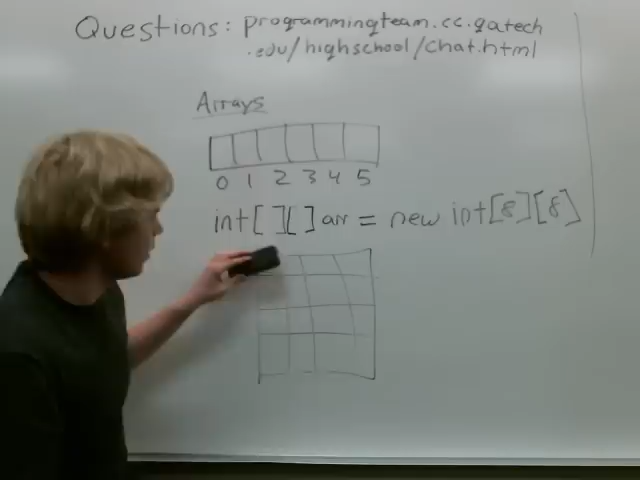 Questions: programmingteam.cc.gatech
.edu/highschool/chat.html
Arrays
0 1 2 3 4 5
int[ ][ ] arr = new int[8][8]